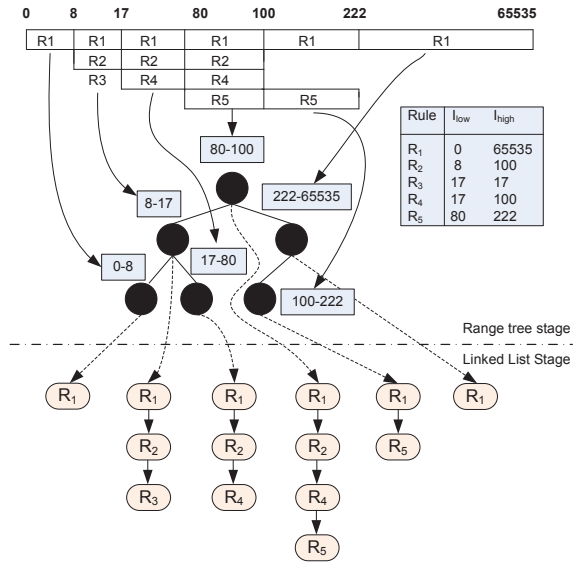 0 8 17 80 100 222 65535
R1 R1 R1 R1 R1 R1
R2 R2 R2
R3 R4 R4
R5 R5
Rule Ilow Ihigh
R1 0 65535
R2 8 100
R3 17 17
R4 17 100
R5 80 222
80-100
8-17
222-65535
0-8
17-80
100-222
Range tree stage
Linked List Stage
R1 R1 R1 R1 R1 R1
R2 R2 R2 R5
R3 R4 R4
R5